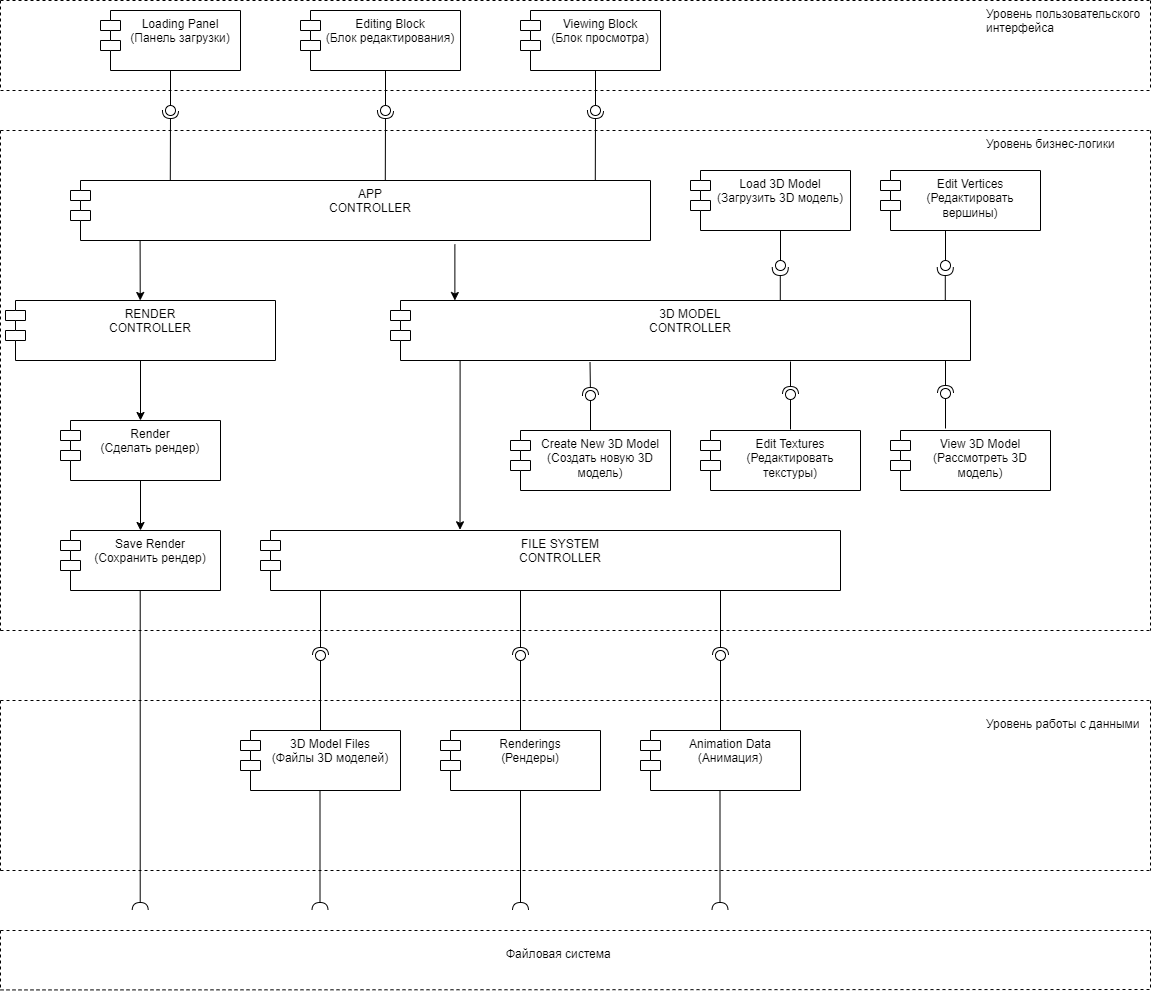 Loading Panel
(Панель загрузки)
Editing Block
(Блок редактирования)
Viewing Block
(Блок просмотра)
Уровень пользовательского
интерфейса
Уровень бизнес-логики
APP
CONTROLLER
Load 3D Model
(Загрузить 3D модель)
Edit Vertices
(Редактировать
вершины)
RENDER
CONTROLLER
3D MODEL
CONTROLLER
Render
(Сделать рендер)
Create New 3D Model
(Создать новую 3D
модель)
Edit Textures
(Редактировать
текстуры)
View 3D Model
(Рассмотреть 3D
модель)
Save Render
(Сохранить рендер)
FILE SYSTEM
CONTROLLER
Уровень работы с данными
3D Model Files
(Файлы 3D моделей)
Renderings
(Рендеры)
Animation Data
(Анимация)
Файловая система